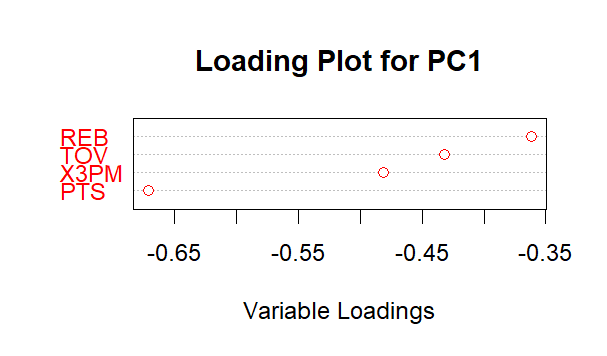 Loading Plot for PC1
REB
TOV
X3PM
PTS
-0.65 -0.55 -0.45 -0.35
Variable Loadings